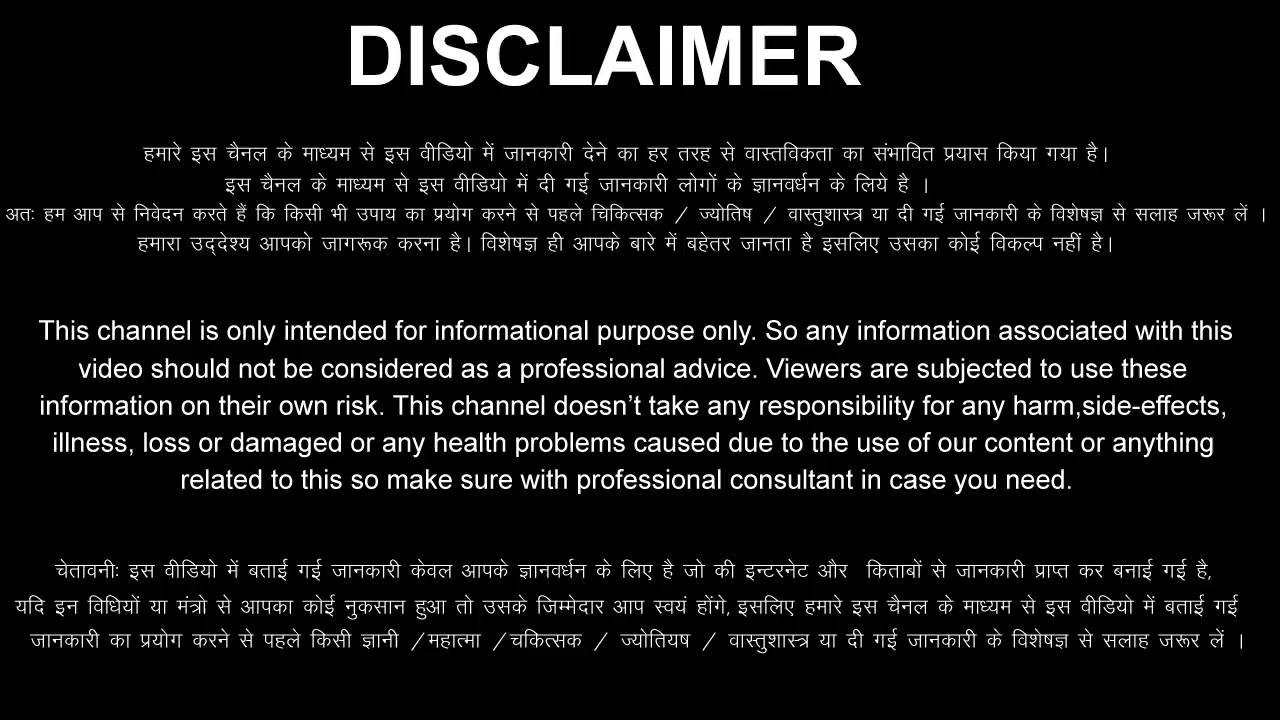 DISCLAIMER
हमारे इस चैनल के माध्यम से इस वीडियो में जानकारी देने का हर तरह से वास्तविकता का संभावित प्रयास किया गया है।
इस चैनल के माध्यम से इस वीडियो में दी गई जानकारी लोगों के ज्ञानवर्धन के लिये है ।
अतः हम आप से निवेदन करते हैं कि किसी भी उपाय का प्रयोग करने से पहले चिकित्सक / ज्योतिष / वास्तुशास्त्र या दी गई जानकारी के विशेषज्ञ से सलाह जरूर लें ।
हमारा उद्देश्य आपको जागरूक करना है। विशेषज्ञ ही आपके बारे में बहेतर जानता है इसलिए उसका कोई विकल्प नहीं है।
This channel is only intended for informational purpose only. So any information associated with this
video should not be considered as a professional advice. Viewers are subjected to use these
information on their own risk. This channel doesn’t take any responsibility for any harm,side-effects,
illness, loss or damaged or any health problems caused due to the use of our content or anything
related to this so make sure with professional consultant in case you need.
चेतावनीः इस वीडियो में बताई गई जानकारी केवल आपके ज्ञानवर्धन के लिए है जो की इन्टरनेट और किताबों से जानकारी प्राप्त कर बनाई गई है,
यदि इन विधियों या मंत्रो से आपका कोई नुकसान हुआ तो उसके जिम्मेदार आप स्वयं होंगे, इसलिए हमारे इस चैनल के माध्यम से इस वीडियो में बताई गई
जानकारी का प्रयोग करने से पहले किसी ज्ञानी /महात्मा /चकित्सक / ज्योतियष / वास्तुशास्त्र या दी गई जानकारी के विशेषज्ञ से सलाह जरूर लें ।